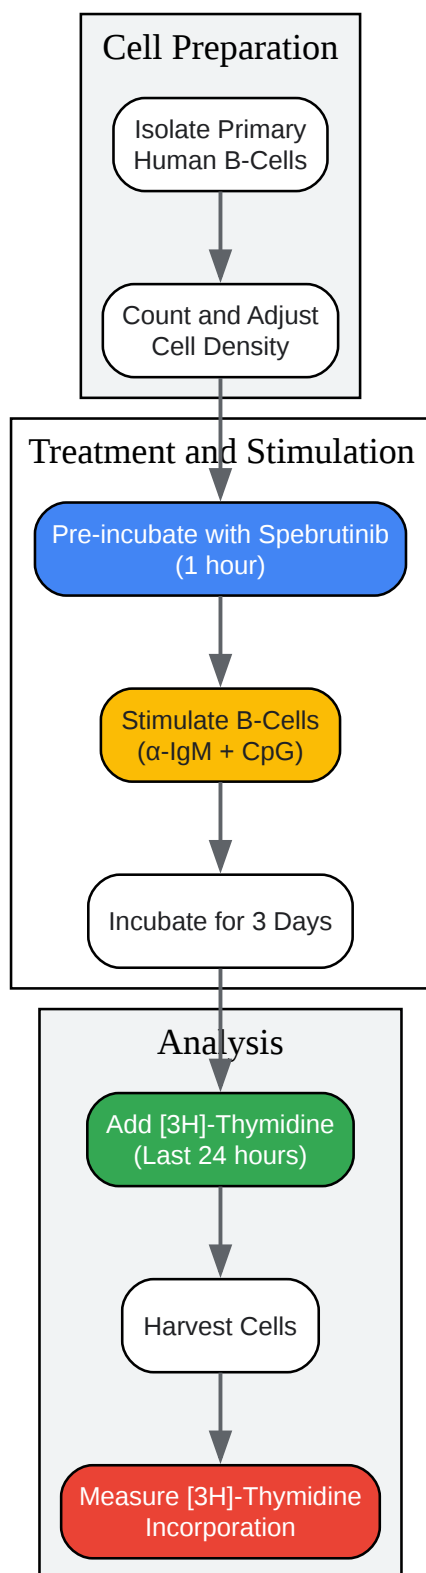 Cell Preparation
Isolate Primary
Human B-Cells
Count and Adjust
Cell Density
Treatment and Stimulation
Pre-incubate with Spebrutinib
(1 hour)
Stimulate B-Cells
(α-IgM + CpG)
Incubate for 3 Days
Analysis
Add [3H]-Thymidine
(Last 24 hours)
Harvest Cells
Measure [3H]-Thymidine
Incorporation